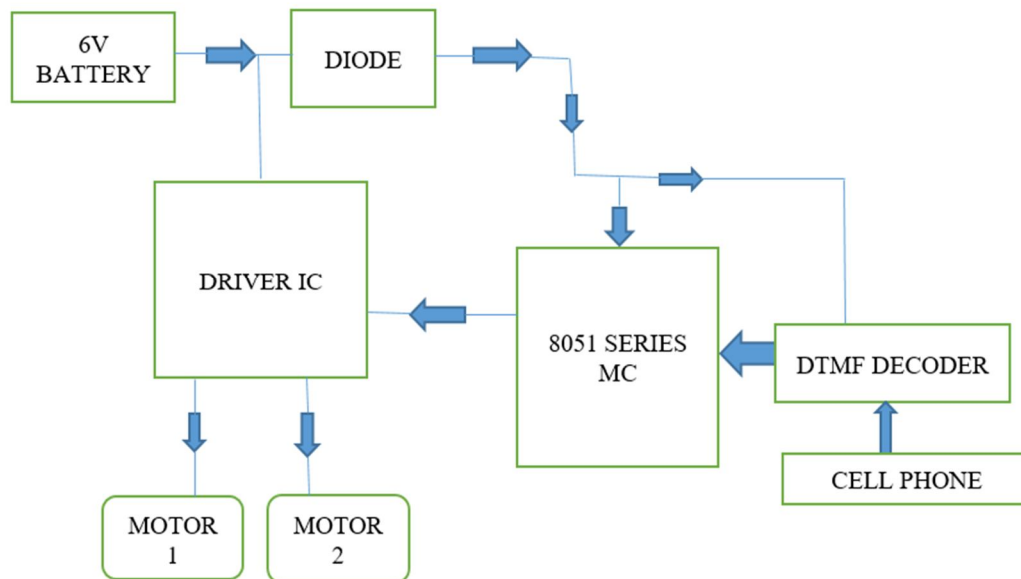 6V
BATTERY
DIODE
DRIVER IC
8051 SERIES
MC
DTMF DECODER
CELL PHONE
MOTOR
1
MOTOR
2